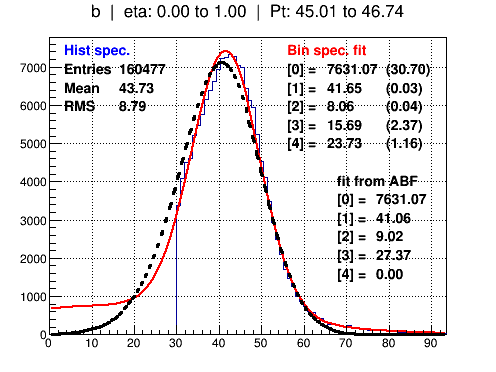 b | eta: 0.00 to 1.00 | Pt: 45.01 to 46.74
Hist spec.
Entries 160477
Mean 43.73
RMS 8.79
Bin spec. fit
[0] = 7631.07 (30.70)
[1] = 41.65 (0.03)
[2] = 8.06 (0.04)
[3] = 15.69 (2.37)
[4] = 23.73 (1.16)
fit from ABF
[0] = 7631.07
[1] = 41.06
[2] = 9.02
[3] = 27.37
[4] = 0.00
7000
6000
5000
4000
3000
2000
1000
0
0 10 20 30 40 50 60 70 80 90